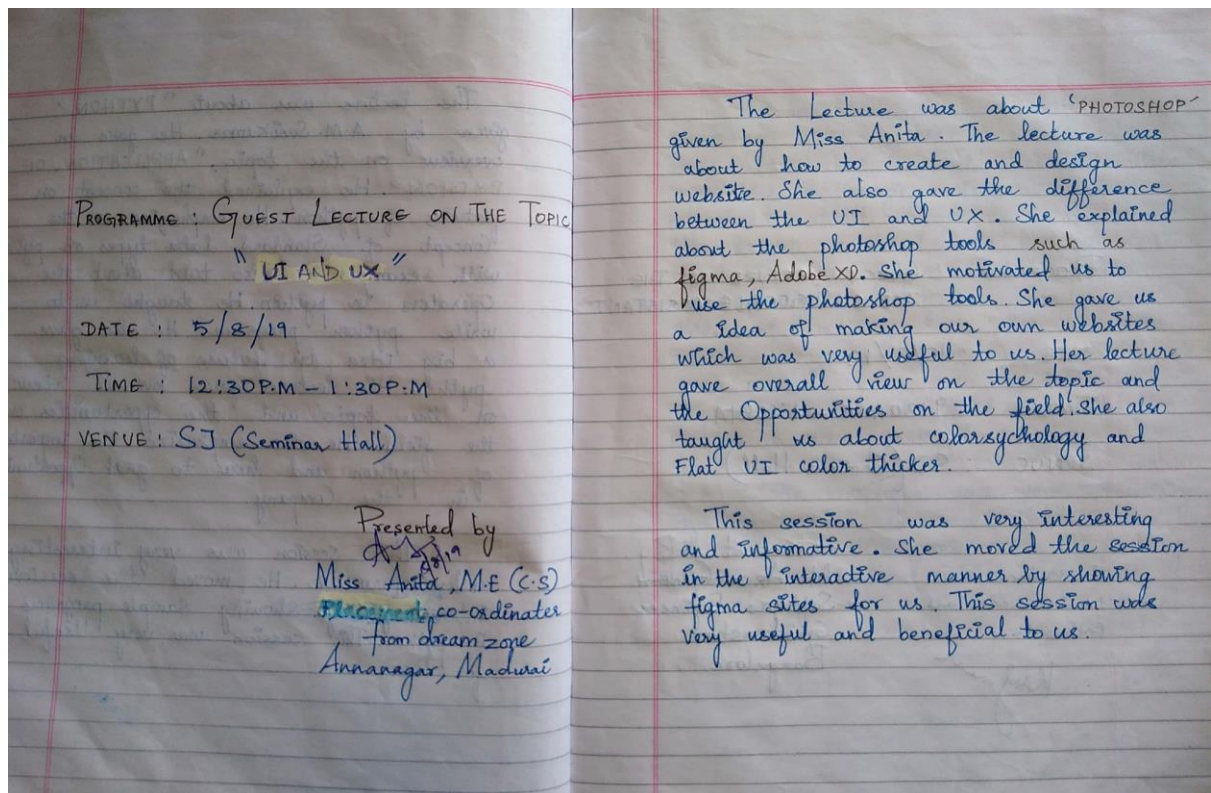 PROGRAMME : GUEST LECTURE ON THE TOPIC
" UI AND UX "
DATE : 5/8/19
TIME : 12:30P.M – 1:30P.M
VENUE : SJ (Seminar Hall)
Presented by
Miss Anita, M.E (C.S)
Placement co-ordinater
from dream zone
Annanagar, Madurai
The Lecture was about 'PHOTOSHOP'
given by Miss Anita. The lecture was
about how to create and design
website. She also gave the difference
between the UI and UX. She explained
about the photoshop tools such as
figma, Adobe XD. She motivated us to
use the photoshop tools. She gave us
a idea of making our own websites
which was very useful to us. Her lecture
gave overall view on the topic and
the Opportunities on the field. She also
taught us about colorsychology and
Flat UI color thicker.
This session was very interesting
and informative. She moved the session
in the interactive manner by showing
figma sites for us. This session was
very useful and beneficial to us.